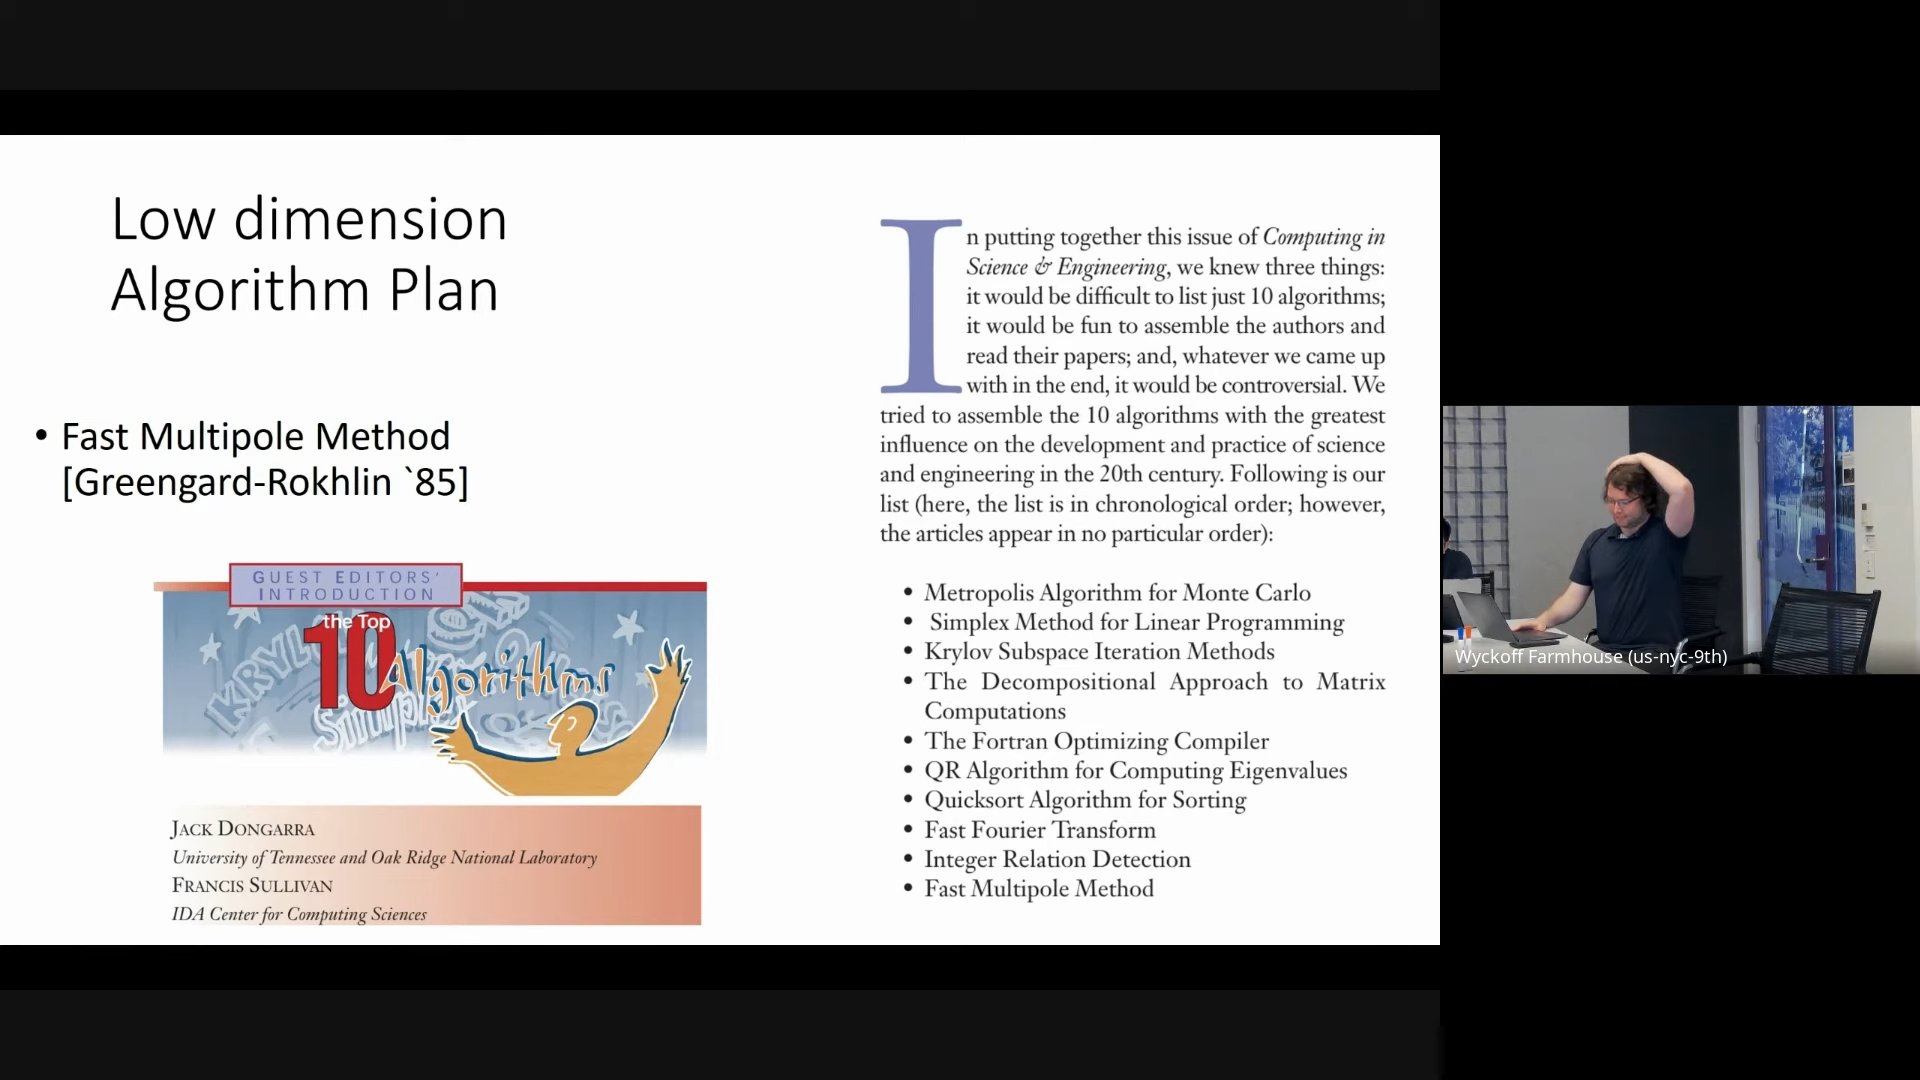 Low dimension
Algorithm Plan
• Fast Multipole Method
[Greengard-Rokhlin `85]
GUEST EDITORS'
INTRODUCTION
the Top
10
Algorithms
JACK DONGARRA
University of Tennessee and Oak Ridge National Laboratory
FRANCIS SULLIVAN
IDA Center for Computing Sciences
In putting together this issue of Computing in
Science & Engineering, we knew three things:
it would be difficult to list just 10 algorithms;
it would be fun to assemble the authors and
read their papers; and, whatever we came up
with in the end, it would be controversial. We
tried to assemble the 10 algorithms with the greatest
influence on the development and practice of science
and engineering in the 20th century. Following is our
list (here, the list is in chronological order; however,
the articles appear in no particular order):
• Metropolis Algorithm for Monte Carlo
• Simplex Method for Linear Programming
• Krylov Subspace Iteration Methods
• The Decompositional Approach to Matrix
Computations
• The Fortran Optimizing Compiler
• QR Algorithm for Computing Eigenvalues
• Quicksort Algorithm for Sorting
• Fast Fourier Transform
• Integer Relation Detection
• Fast Multipole Method
Wyckoff Farmhouse (us-nyc-9th)